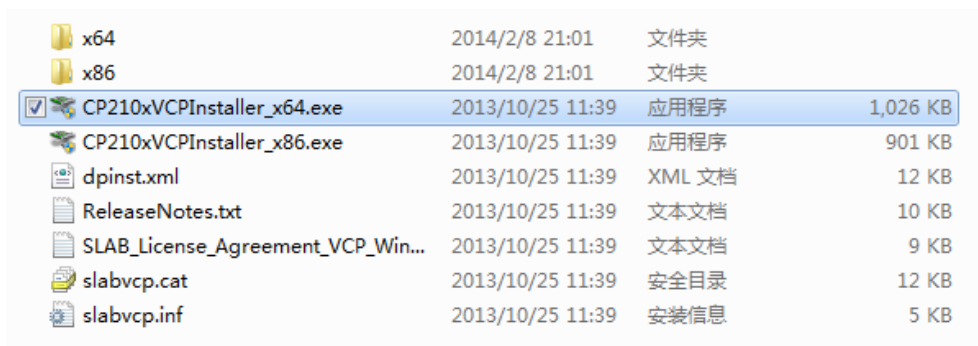 x64 2014/2/8 21:01 文件夹
x86 2014/2/8 21:01 文件夹
CP210xVCPInstaller_x64.exe 2013/10/25 11:39 应用程序 1,026 KB
CP210xVCPInstaller_x86.exe 2013/10/25 11:39 应用程序 901 KB
dpinst.xml 2013/10/25 11:39 XML 文档 12 KB
ReleaseNotes.txt 2013/10/25 11:39 文本文档 10 KB
SLAB_License_Agreement_VCP_Win... 2013/10/25 11:39 文本文档 9 KB
slabvcp.cat 2013/10/25 11:39 安全目录 12 KB
slabvcp.inf 2013/10/25 11:39 安装信息 5 KB